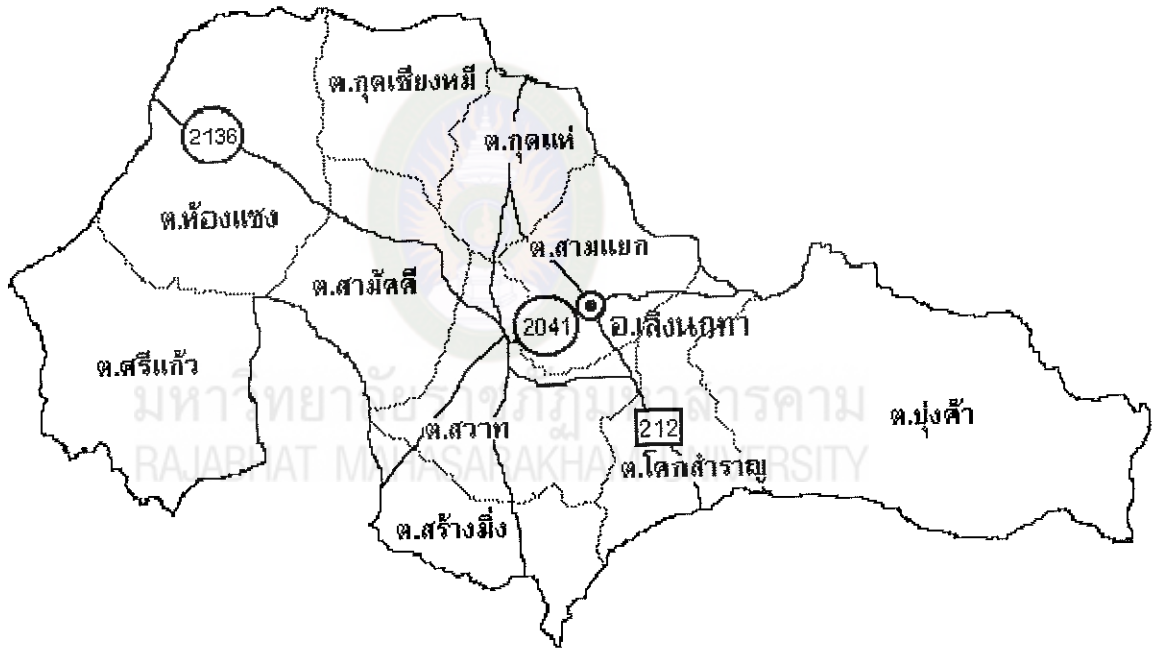 ต.กุดเชียงหมี
2136
ต.กุดแห่
ต.ห้องแซง
ต.สามแยก
ต.สามัคคี
2041
อ.เลิงนกทา
ต.ศรีแก้ว
มหาวิทยาลัยราชภัฏมหาสารคาม
ต.บุ่งค้า
ต.สวาท
212
RAJABHAT MAHASARAKHAM UNIVERSITY
ต.โคกสำราญ
ต.สร้างมิ่ง